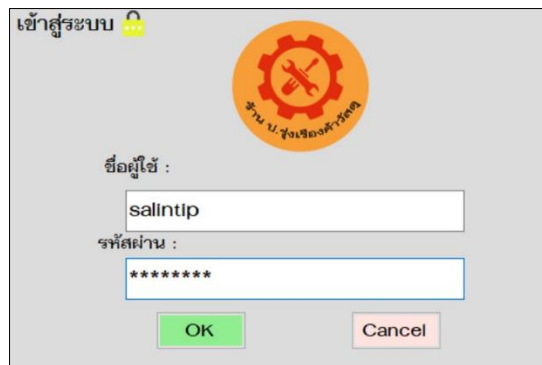 เข้าสู่ระบบ
ร้าน ป.รุ่งเรืองค้าวัสดุ
ชื่อผู้ใช้ :
salintip
รหัสผ่าน :
********
OK
Cancel